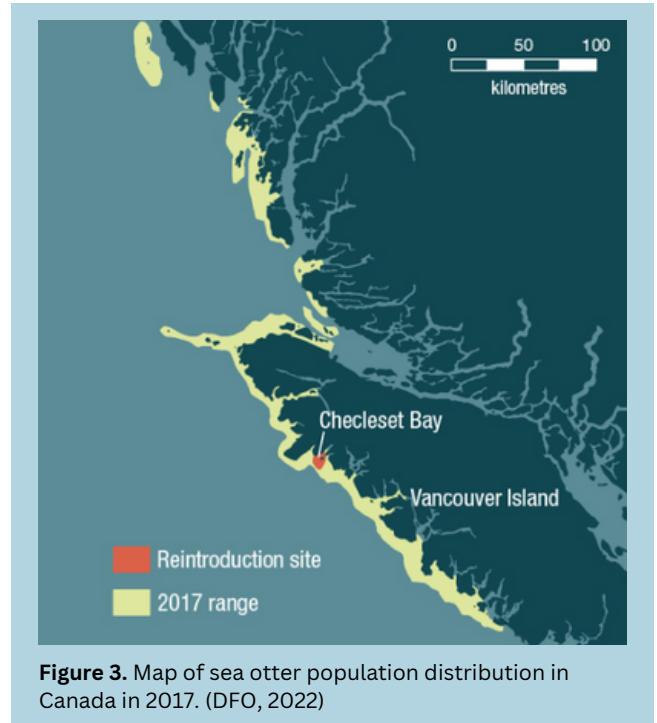 0 50 100
kilometres
Checleset Bay
Vancouver Island
Reintroduction site
2017 range
Figure 3. Map of sea otter population distribution in
Canada in 2017. (DFO, 2022)